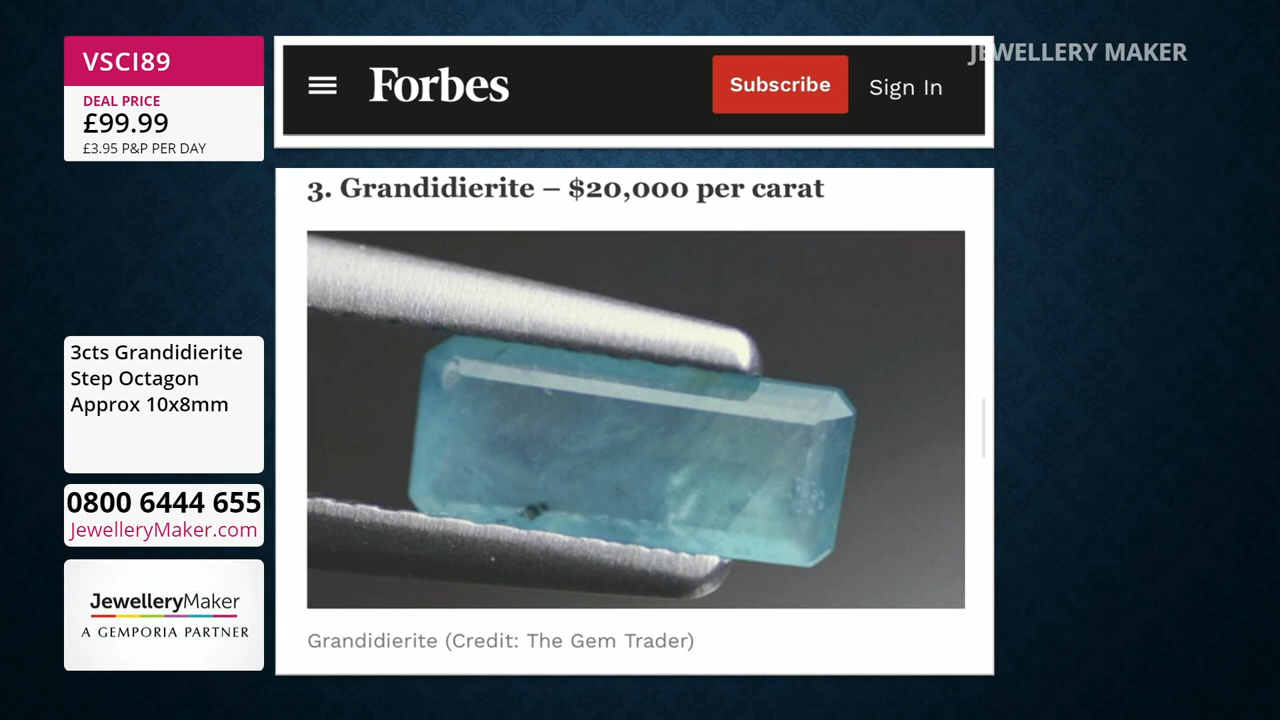 VSCI89
DEAL PRICE
£99.99
£3.95 P&P PER DAY
Forbes
Subscribe
Sign In
JEWELLERY MAKER
3. Grandidierite – $20,000 per carat
3cts Grandidierite
Step Octagon
Approx 10x8mm
0800 6444 655
JewelleryMaker.com
JewelleryMaker
A GEMPORIA PARTNER
Grandidierite (Credit: The Gem Trader)